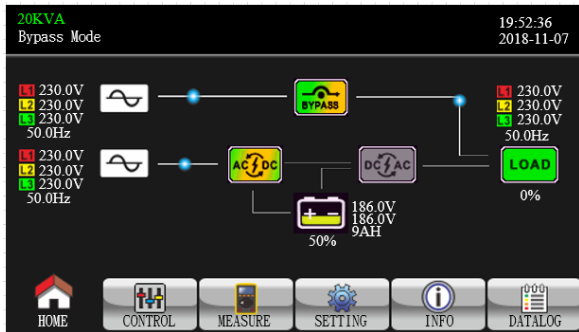 20KVA
Bypass Mode
19:52:36
2018-11-07
L1 230.0V
L2 230.0V
L3 230.0V
50.0Hz
BYPASS
L1 230.0V
L2 230.0V
L3 230.0V
50.0Hz
L1 230.0V
L2 230.0V
L3 230.0V
50.0Hz
AC DC
DC AC
LOAD
0%
186.0V
186.0V
9AH
50%
HOME
CONTROL
MEASURE
SETTING
INFO
DATALOG